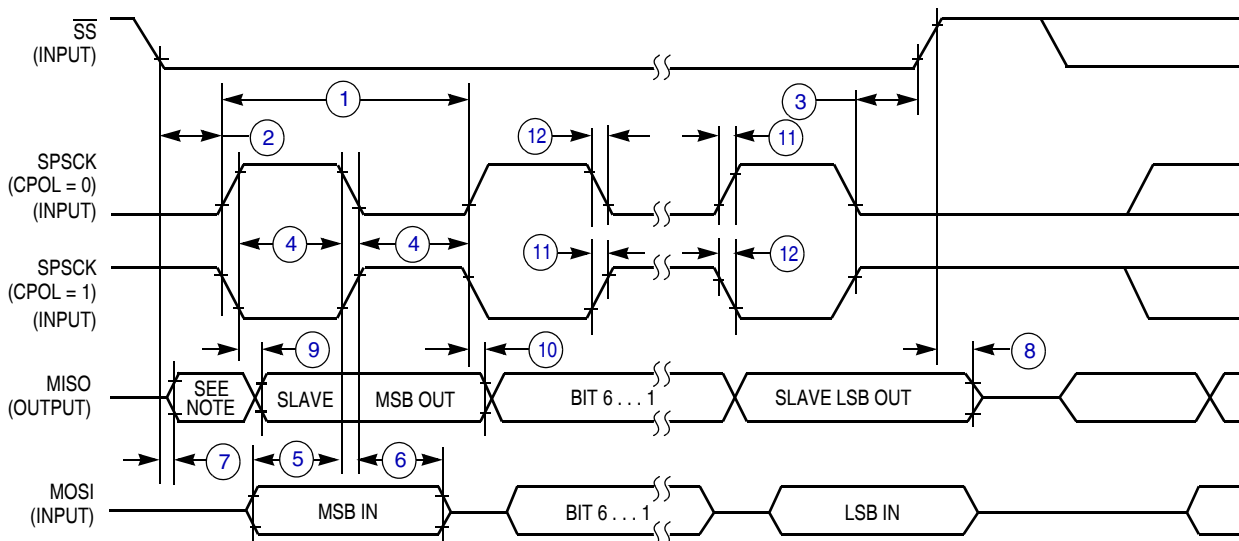 SS
(INPUT)
1
3
2
12
11
SPSCK
(CPOL = 0)
(INPUT)
4
4
11
12
SPSCK
(CPOL = 1)
(INPUT)
9
10
8
MISO
(OUTPUT)
SEE
NOTE
SLAVE
MSB OUT
BIT 6 . . . 1
SLAVE LSB OUT
7
5
6
MOSI
(INPUT)
MSB IN
BIT 6 . . . 1
LSB IN